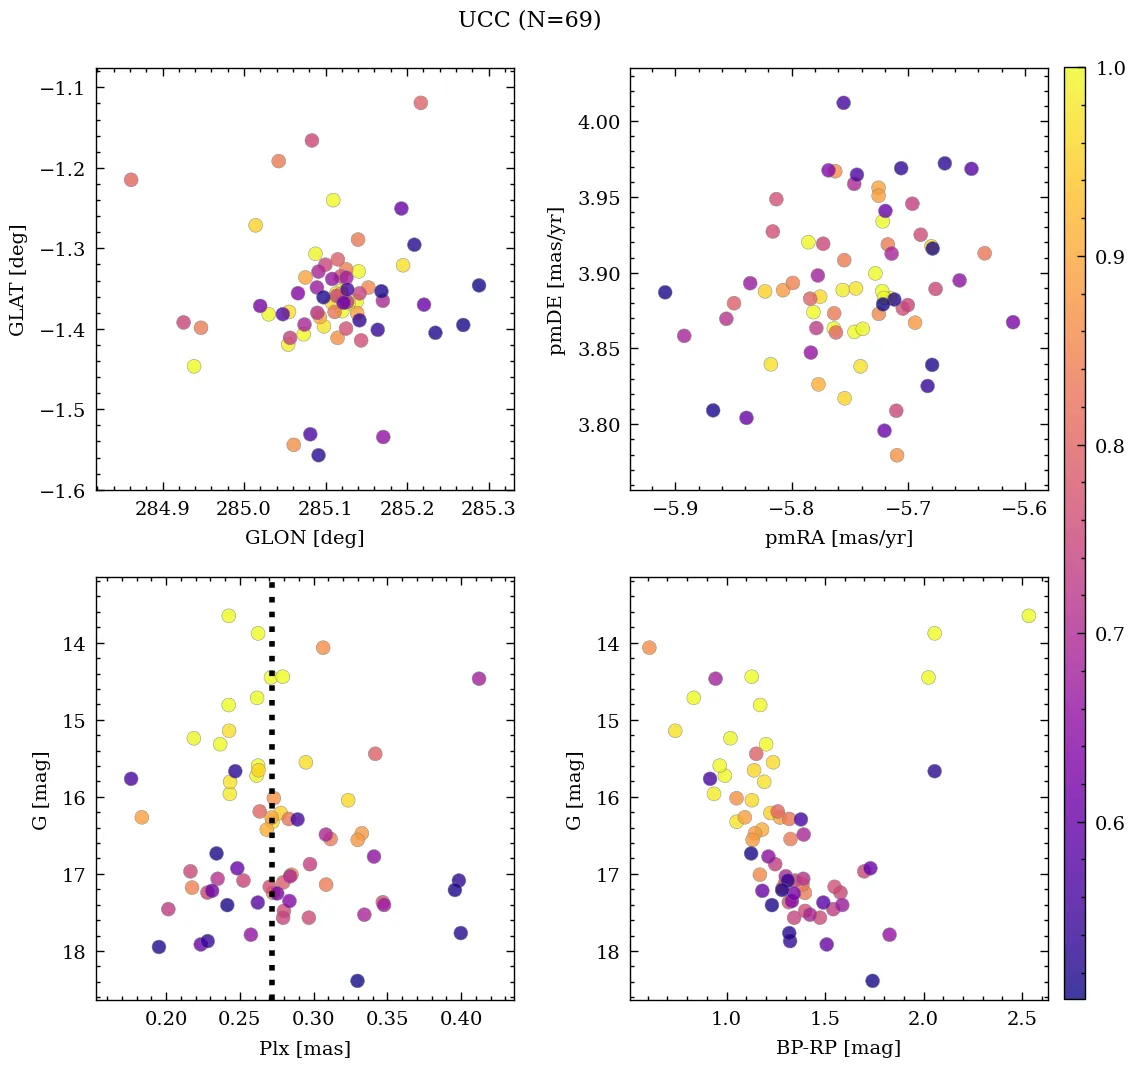 UCC (N=69)
−1.1
−1.2
−1.3
−1.4
−1.5
−1.6
GLAT [deg]
284.9 285.0 285.1 285.2 285.3
GLON [deg]
4.00
3.95
3.90
3.85
3.80
pmDE [mas/yr]
−5.9 −5.8 −5.7 −5.6
pmRA [mas/yr]
1.0
0.9
0.8
0.7
0.6
14
15
16
17
18
G [mag]
0.20 0.25 0.30 0.35 0.40
Plx [mas]
14
15
16
17
18
G [mag]
1.0 1.5 2.0 2.5
BP-RP [mag]